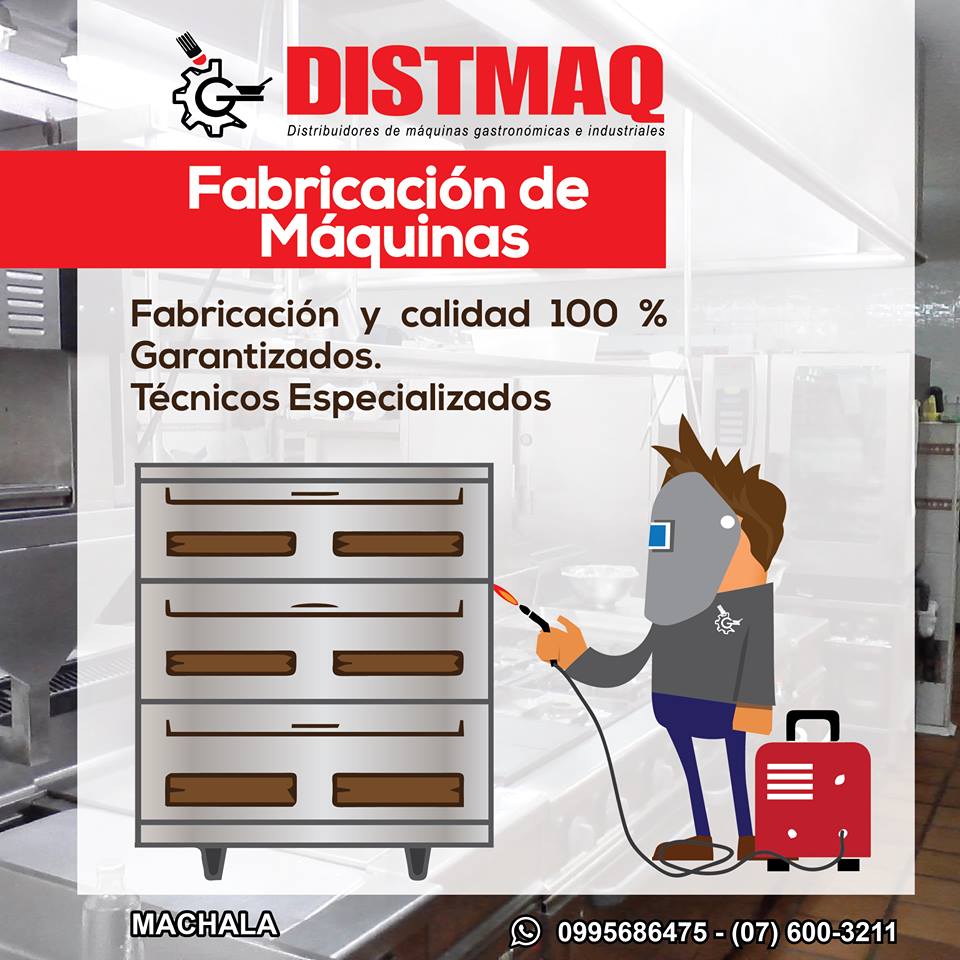 DISTMAQ
Distribuidores de máquinas gastronómicas e industriales
Fabricación de
Máquinas
Fabricación y calidad 100 %
Garantizados.
Técnicos Especializados
MACHALA
0995686475 - (07) 600-3211